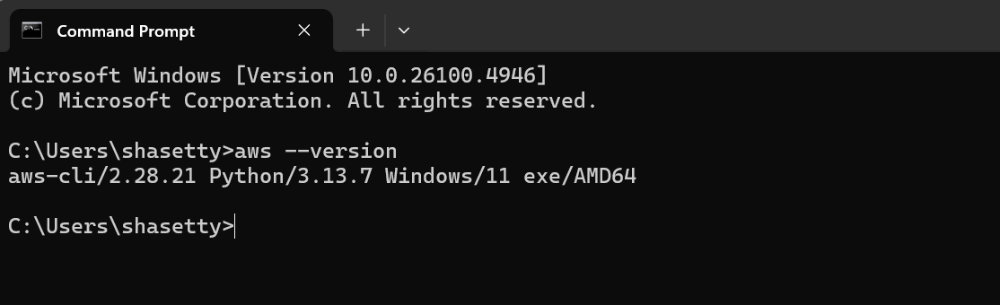 Command Prompt
Microsoft Windows [Version 10.0.26100.4946]
(c) Microsoft Corporation. All rights reserved.
C:\Users\shasetty>aws --version
aws-cli/2.28.21 Python/3.13.7 Windows/11 exe/AMD64
C:\Users\shasetty>